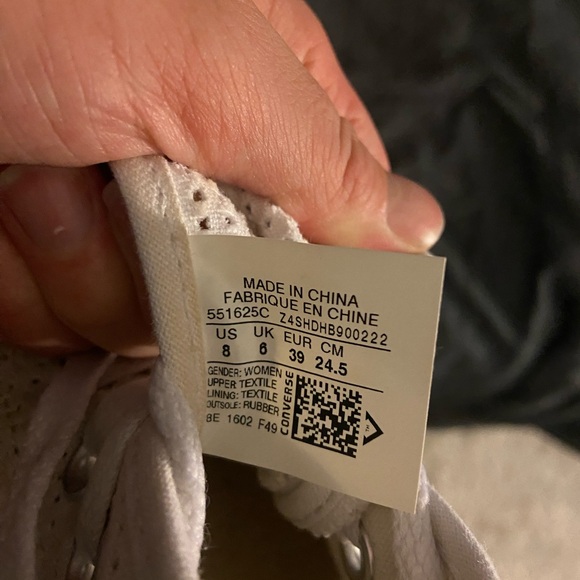 MADE IN CHINA
FABRIQUE EN CHINE
551625C Z4SHDHB900222
US UK EUR CM
8 6 39 24.5
GENDER: WOMEN
UPPER TEXTILE
LINING: TEXTILE
OUTSOLE: RUBBER
BE 1602 F49
CONVERSE
TM